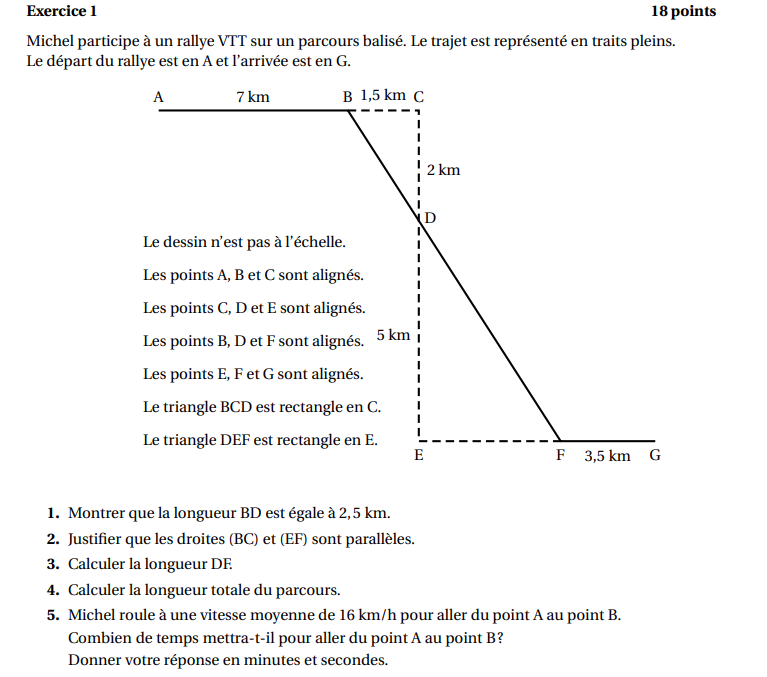 Exercice 1 18 points
Michel participe à un rallye VTT sur un parcours balisé. Le trajet est représenté en traits pleins.
Le départ du rallye est en A et l'arrivée est en G.
A 7 km B 1,5 km C
2 km
D
Le dessin n'est pas à l'échelle.
Les points A, B et C sont alignés.
Les points C, D et E sont alignés.
Les points B, D et F sont alignés. 5 km
Les points E, F et G sont alignés.
Le triangle BCD est rectangle en C.
Le triangle DEF est rectangle en E.
E F 3,5 km G
1. Montrer que la longueur BD est égale à 2,5 km.
2. Justifier que les droites (BC) et (EF) sont parallèles.
3. Calculer la longueur DF.
4. Calculer la longueur totale du parcours.
5. Michel roule à une vitesse moyenne de 16 km/h pour aller du point A au point B.
Combien de temps mettra-t-il pour aller du point A au point B?
Donner votre réponse en minutes et secondes.